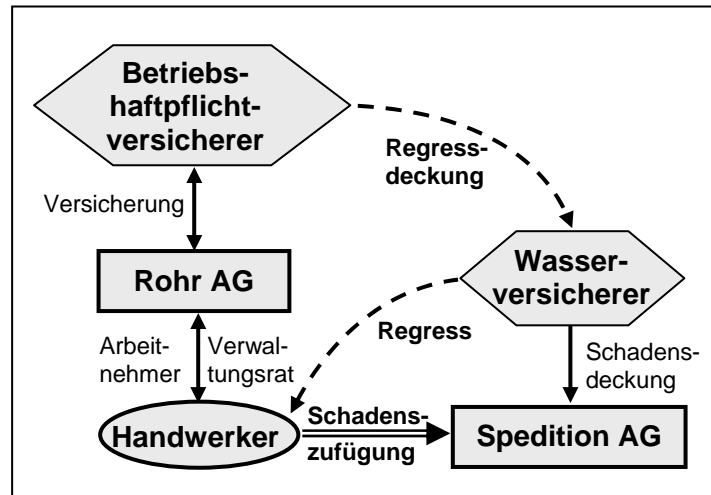 Betriebs-
haftpflicht-
versicherer
Regress-
deckung
Versicherung
Rohr AG
Wasser-
versicherer
Regress
Arbeit-
nehmer
Verwal-
tungsrat
Schadens-
deckung
Handwerker
Schadens-
zufügung
Spedition AG